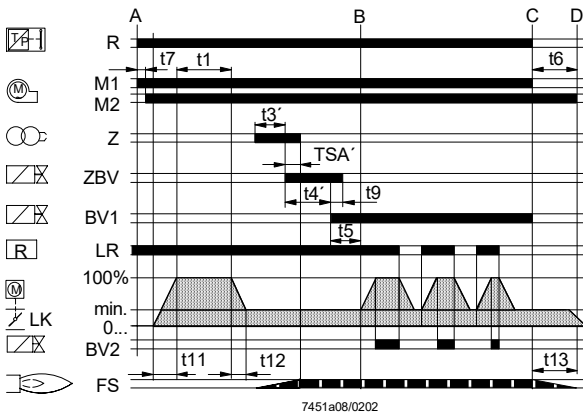 A B C D
R
t7 t1 t6
M1
M2
t3´
Z
TSA´
ZBV
t4´ t9
BV1
t5
LR
100%
min.
0...
BV2
t11 t12 t13
FS
TP
M
R
M
LK
7451a08/0202